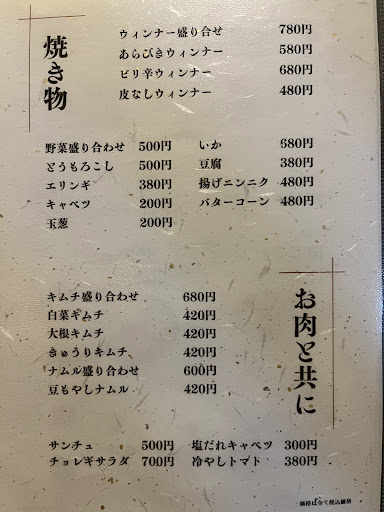 焼き物
ウィンナー盛り合せ 780円
あらびきウィンナー 580円
ピリ辛ウィンナー 680円
皮なしウィンナー 480円
野菜盛り合わせ 500円 いか 680円
とうもろこし 500円 豆腐 380円
エリンギ 380円 揚げニンニク 480円
キャベツ 200円 バターコーン 480円
玉葱 200円
お肉と共に
キムチ盛り合わせ 680円
白菜キムチ 420円
大根キムチ 420円
きゅうりキムチ 420円
ナムル盛り合わせ 600円
豆もやしナムル 420円
サンチュ 500円 塩だれキャベツ 300円
チョレギサラダ 700円 冷やしトマト 380円
価格は全て税込価格